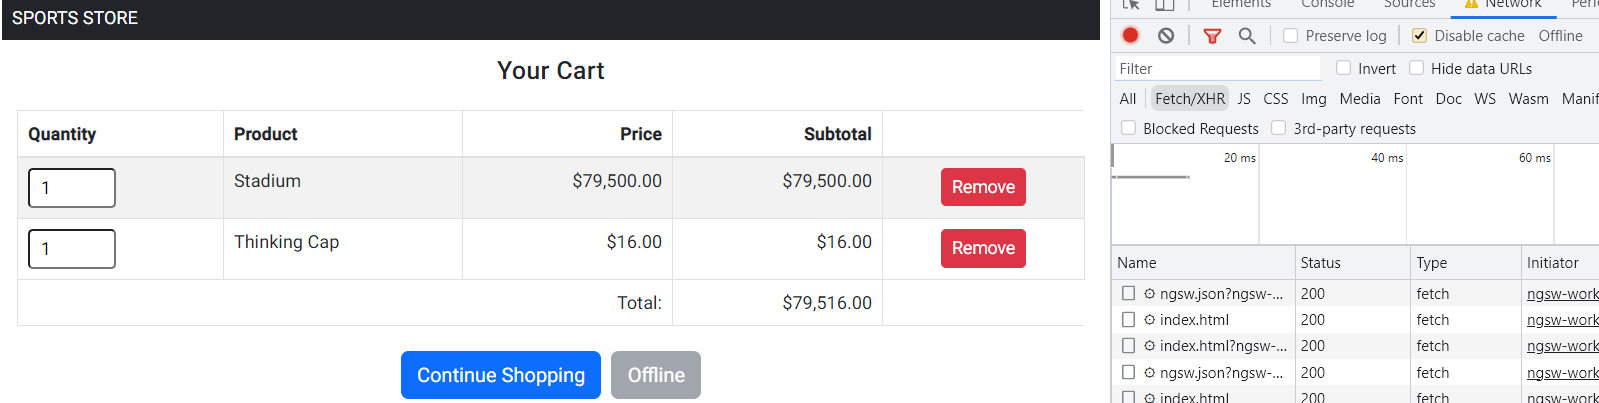 SPORTS STORE
Your Cart
Quantity Product Price Subtotal
1 Stadium $79,500.00 $79,500.00 Remove
1 Thinking Cap $16.00 $16.00 Remove
Total: $79,516.00
Continue Shopping Offline
Elements Console Sources Network
Preserve log Disable cache Offline
Filter Invert Hide data URLs
All Fetch/XHR JS CSS Img Media Font Doc WS Wasm Manif
Blocked Requests 3rd-party requests
20 ms 40 ms 60 ms
Name Status Type Initiator
ngsw.json?ngsw-... 200 fetch ngsw-work
index.html 200 fetch ngsw-work
index.html?ngsw-... 200 fetch ngsw-work
ngsw.json?ngsw-... 200 fetch ngsw-work
index.html 200 fetch ngsw-work